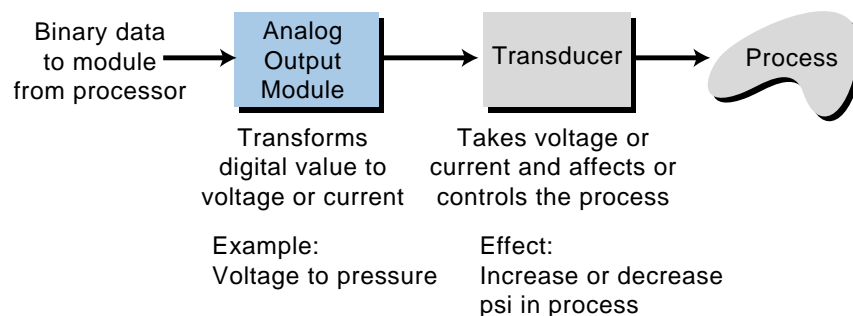 Binary data
to module
from processor
Analog
Output
Module
Transducer
Process
Transforms
digital value to
voltage or current
Takes voltage or
current and affects or
controls the process
Example:
Voltage to pressure
Effect:
Increase or decrease
psi in process